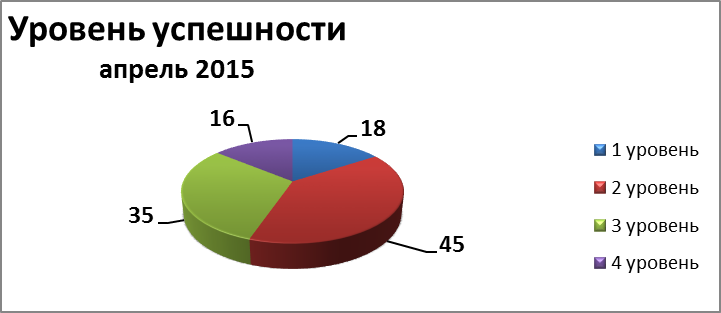 Уровень успешности
апрель 2015
16
18
35
45
1 уровень
2 уровень
3 уровень
4 уровень